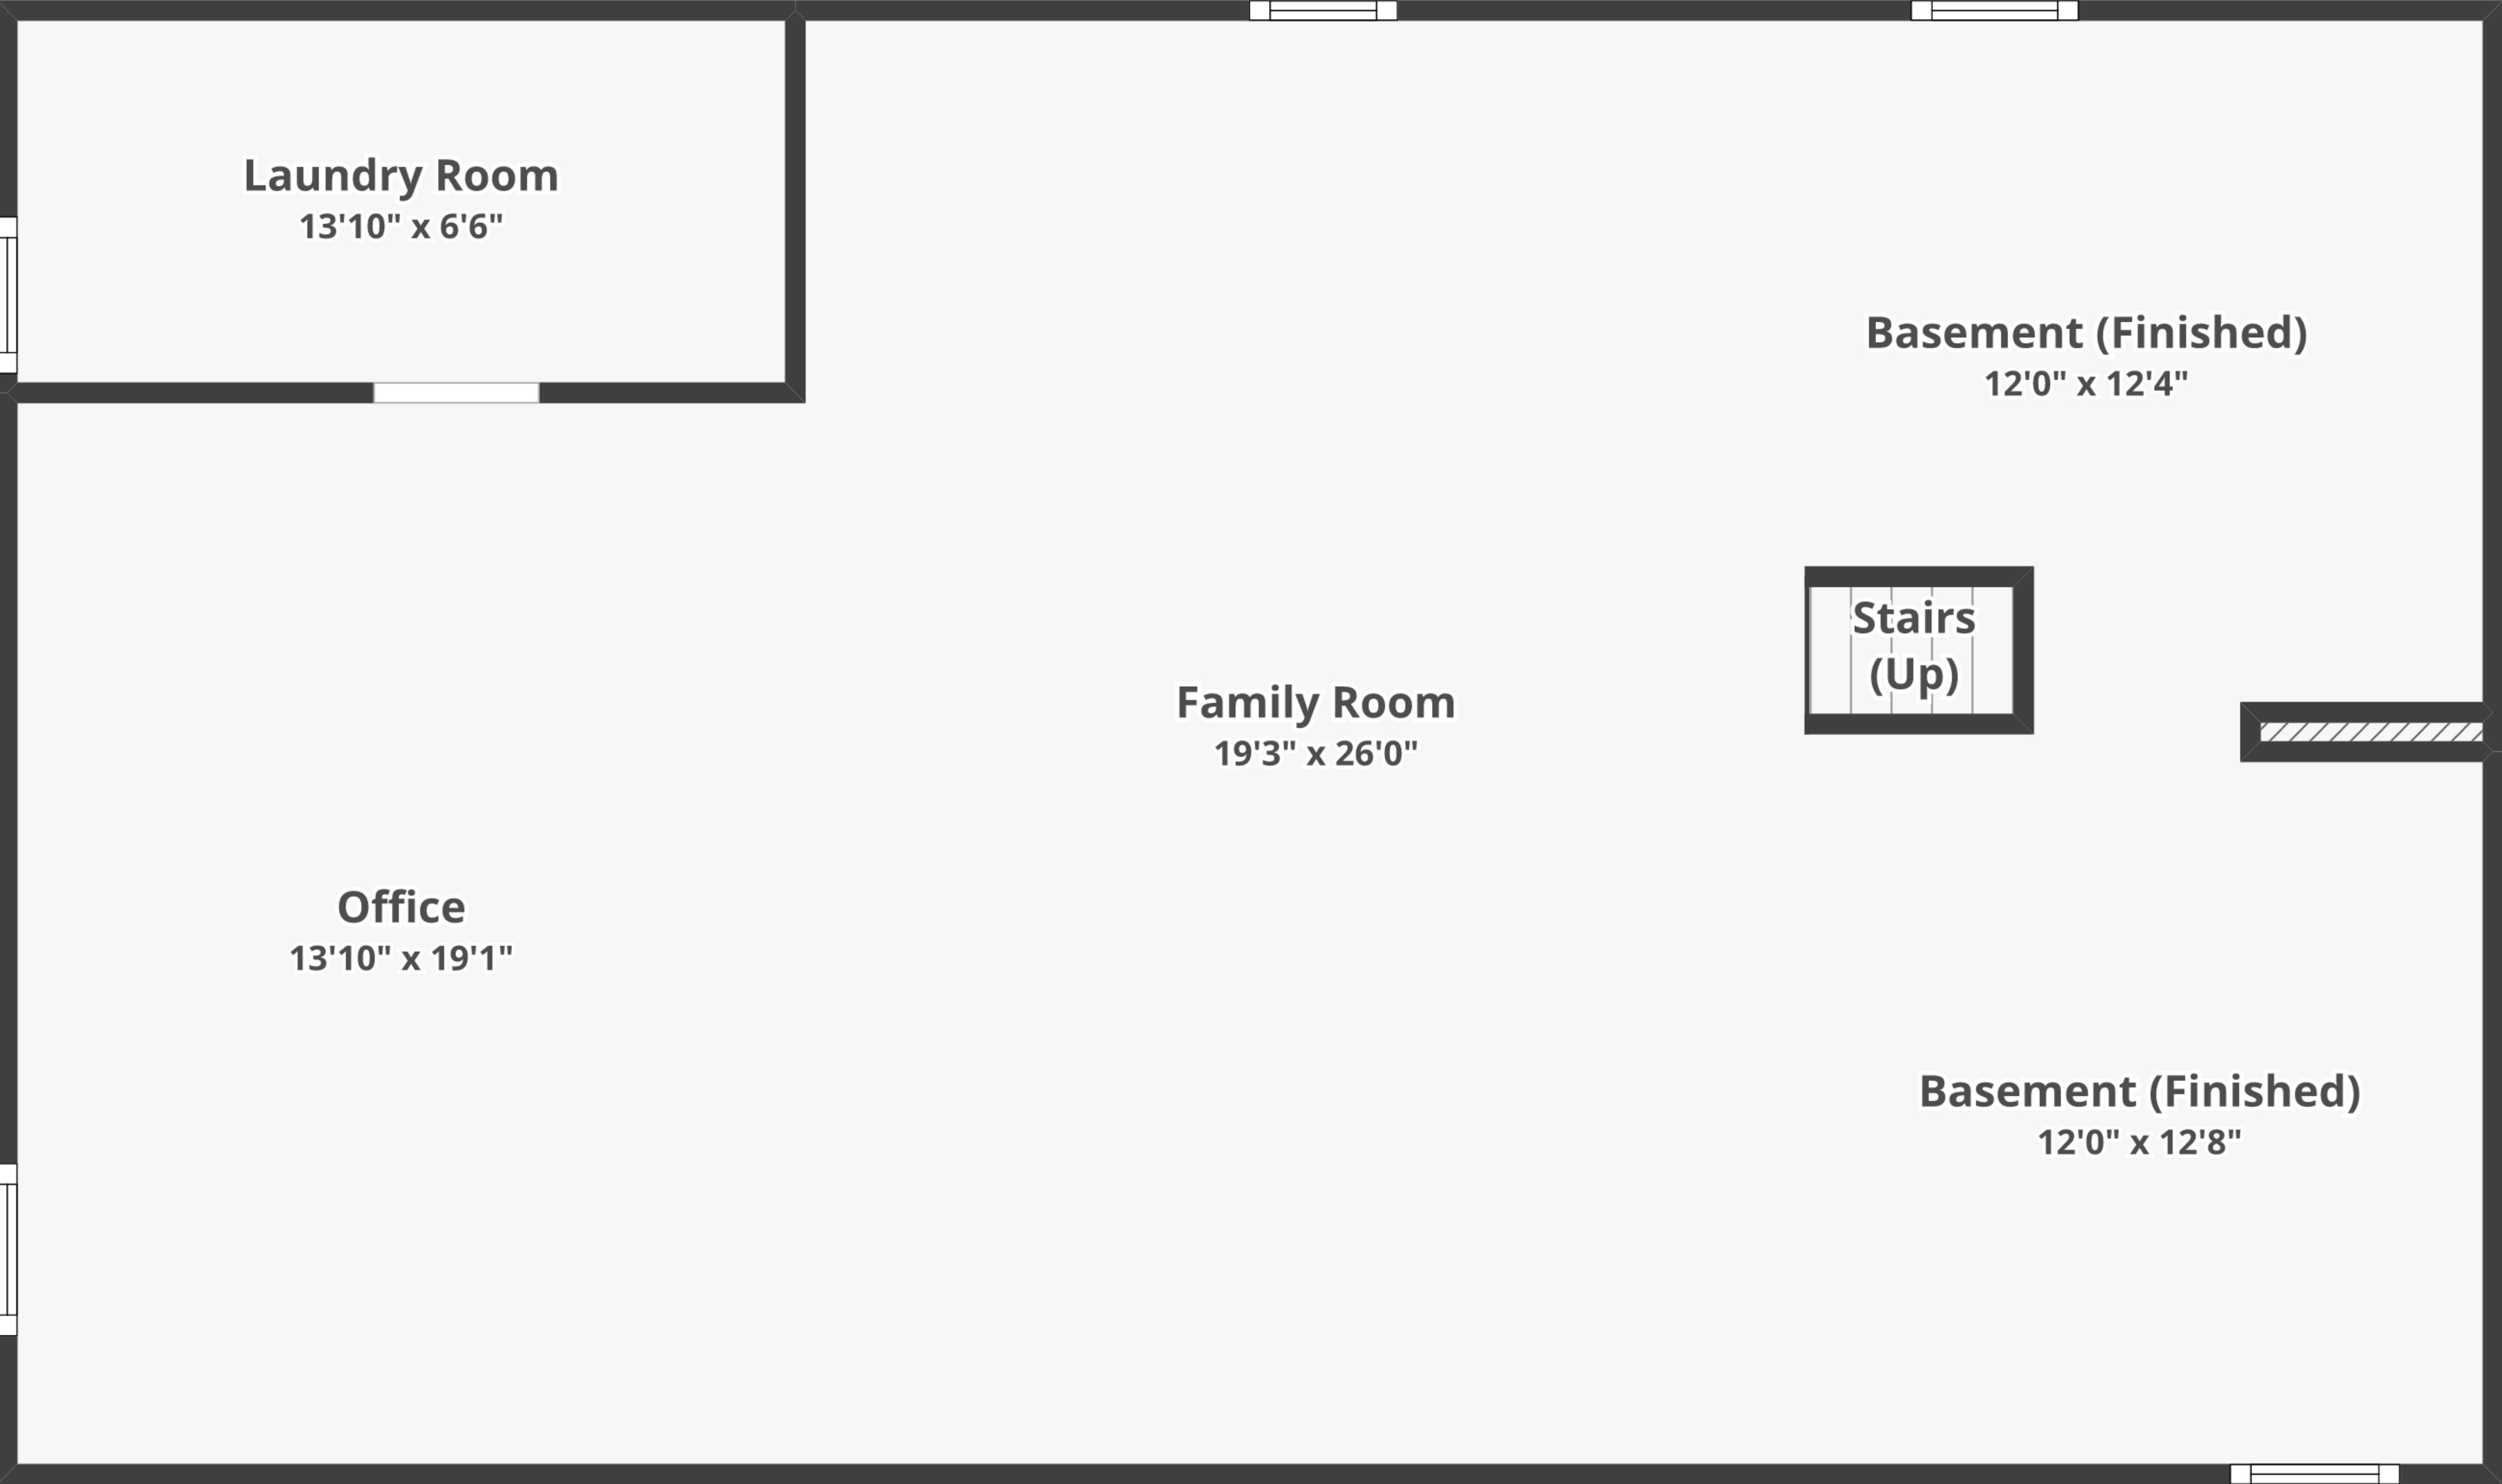 Laundry Room
13'10" x 6'6"
Basement (Finished)
12'0" x 12'4"
Stairs
(Up)
Family Room
19'3" x 26'0"
Office
13'10" x 19'1"
Basement (Finished)
12'0" x 12'8"